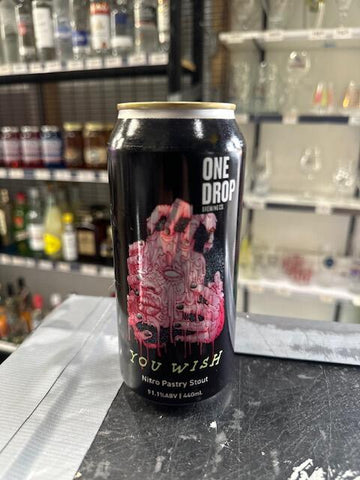 ONE
DROP
BREWING CO.
YOU WISH
Nitro Pastry Stout
11.1%ABV | 440mL